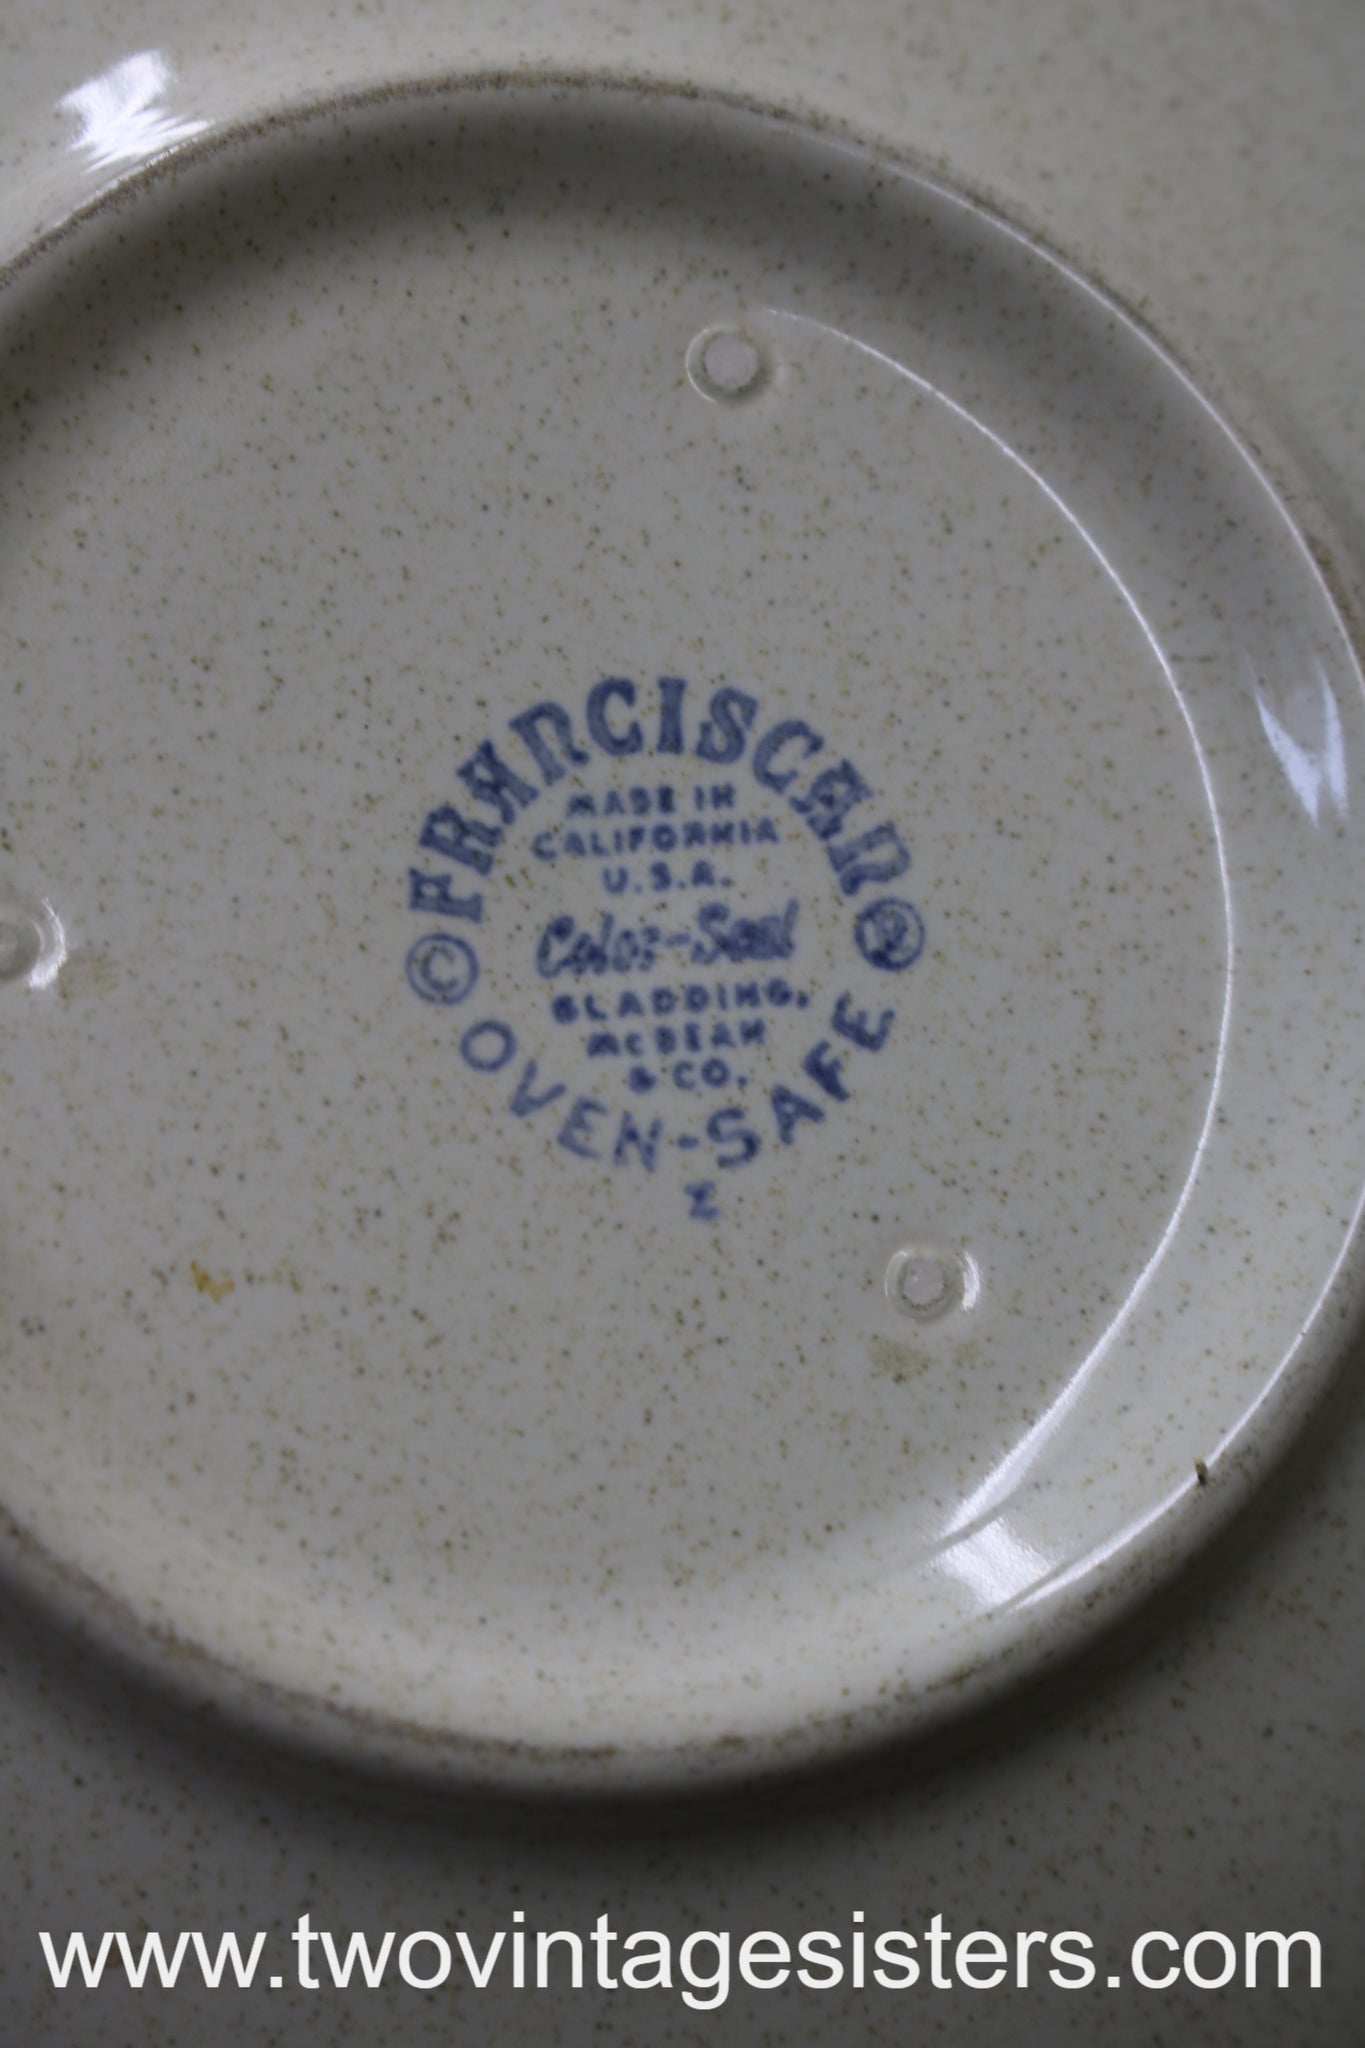 FRANCISCAN ®
MADE IN
CALIFORNIA
U.S.A.
Color-Seal
GLADDING,
McBEAN
& CO.
© OVEN-SAFE
Z
www.twovintagesisters.com